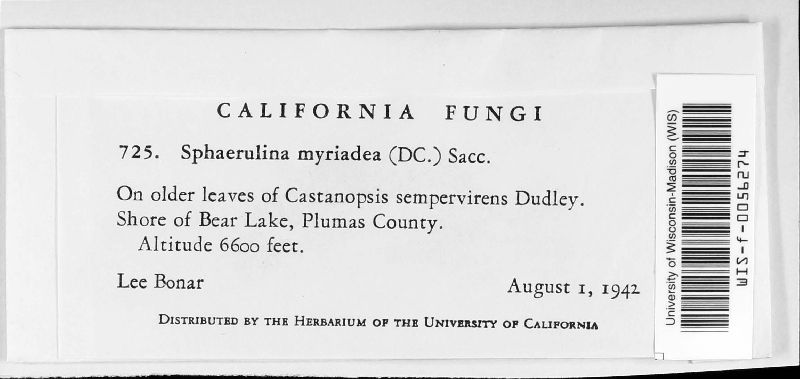 CALIFORNIA FUNGI
725. Sphaerulina myriadea (DC.) Sacc.
On older leaves of Castanopsis sempervirens Dudley.
Shore of Bear Lake, Plumas County.
Altitude 6600 feet.
Lee Bonar August 1, 1942
DISTRIBUTED BY THE HERBARIUM OF THE UNIVERSITY OF CALIFORNIA
University of Wisconsin-Madison (WIS)
WIS-f-0056274